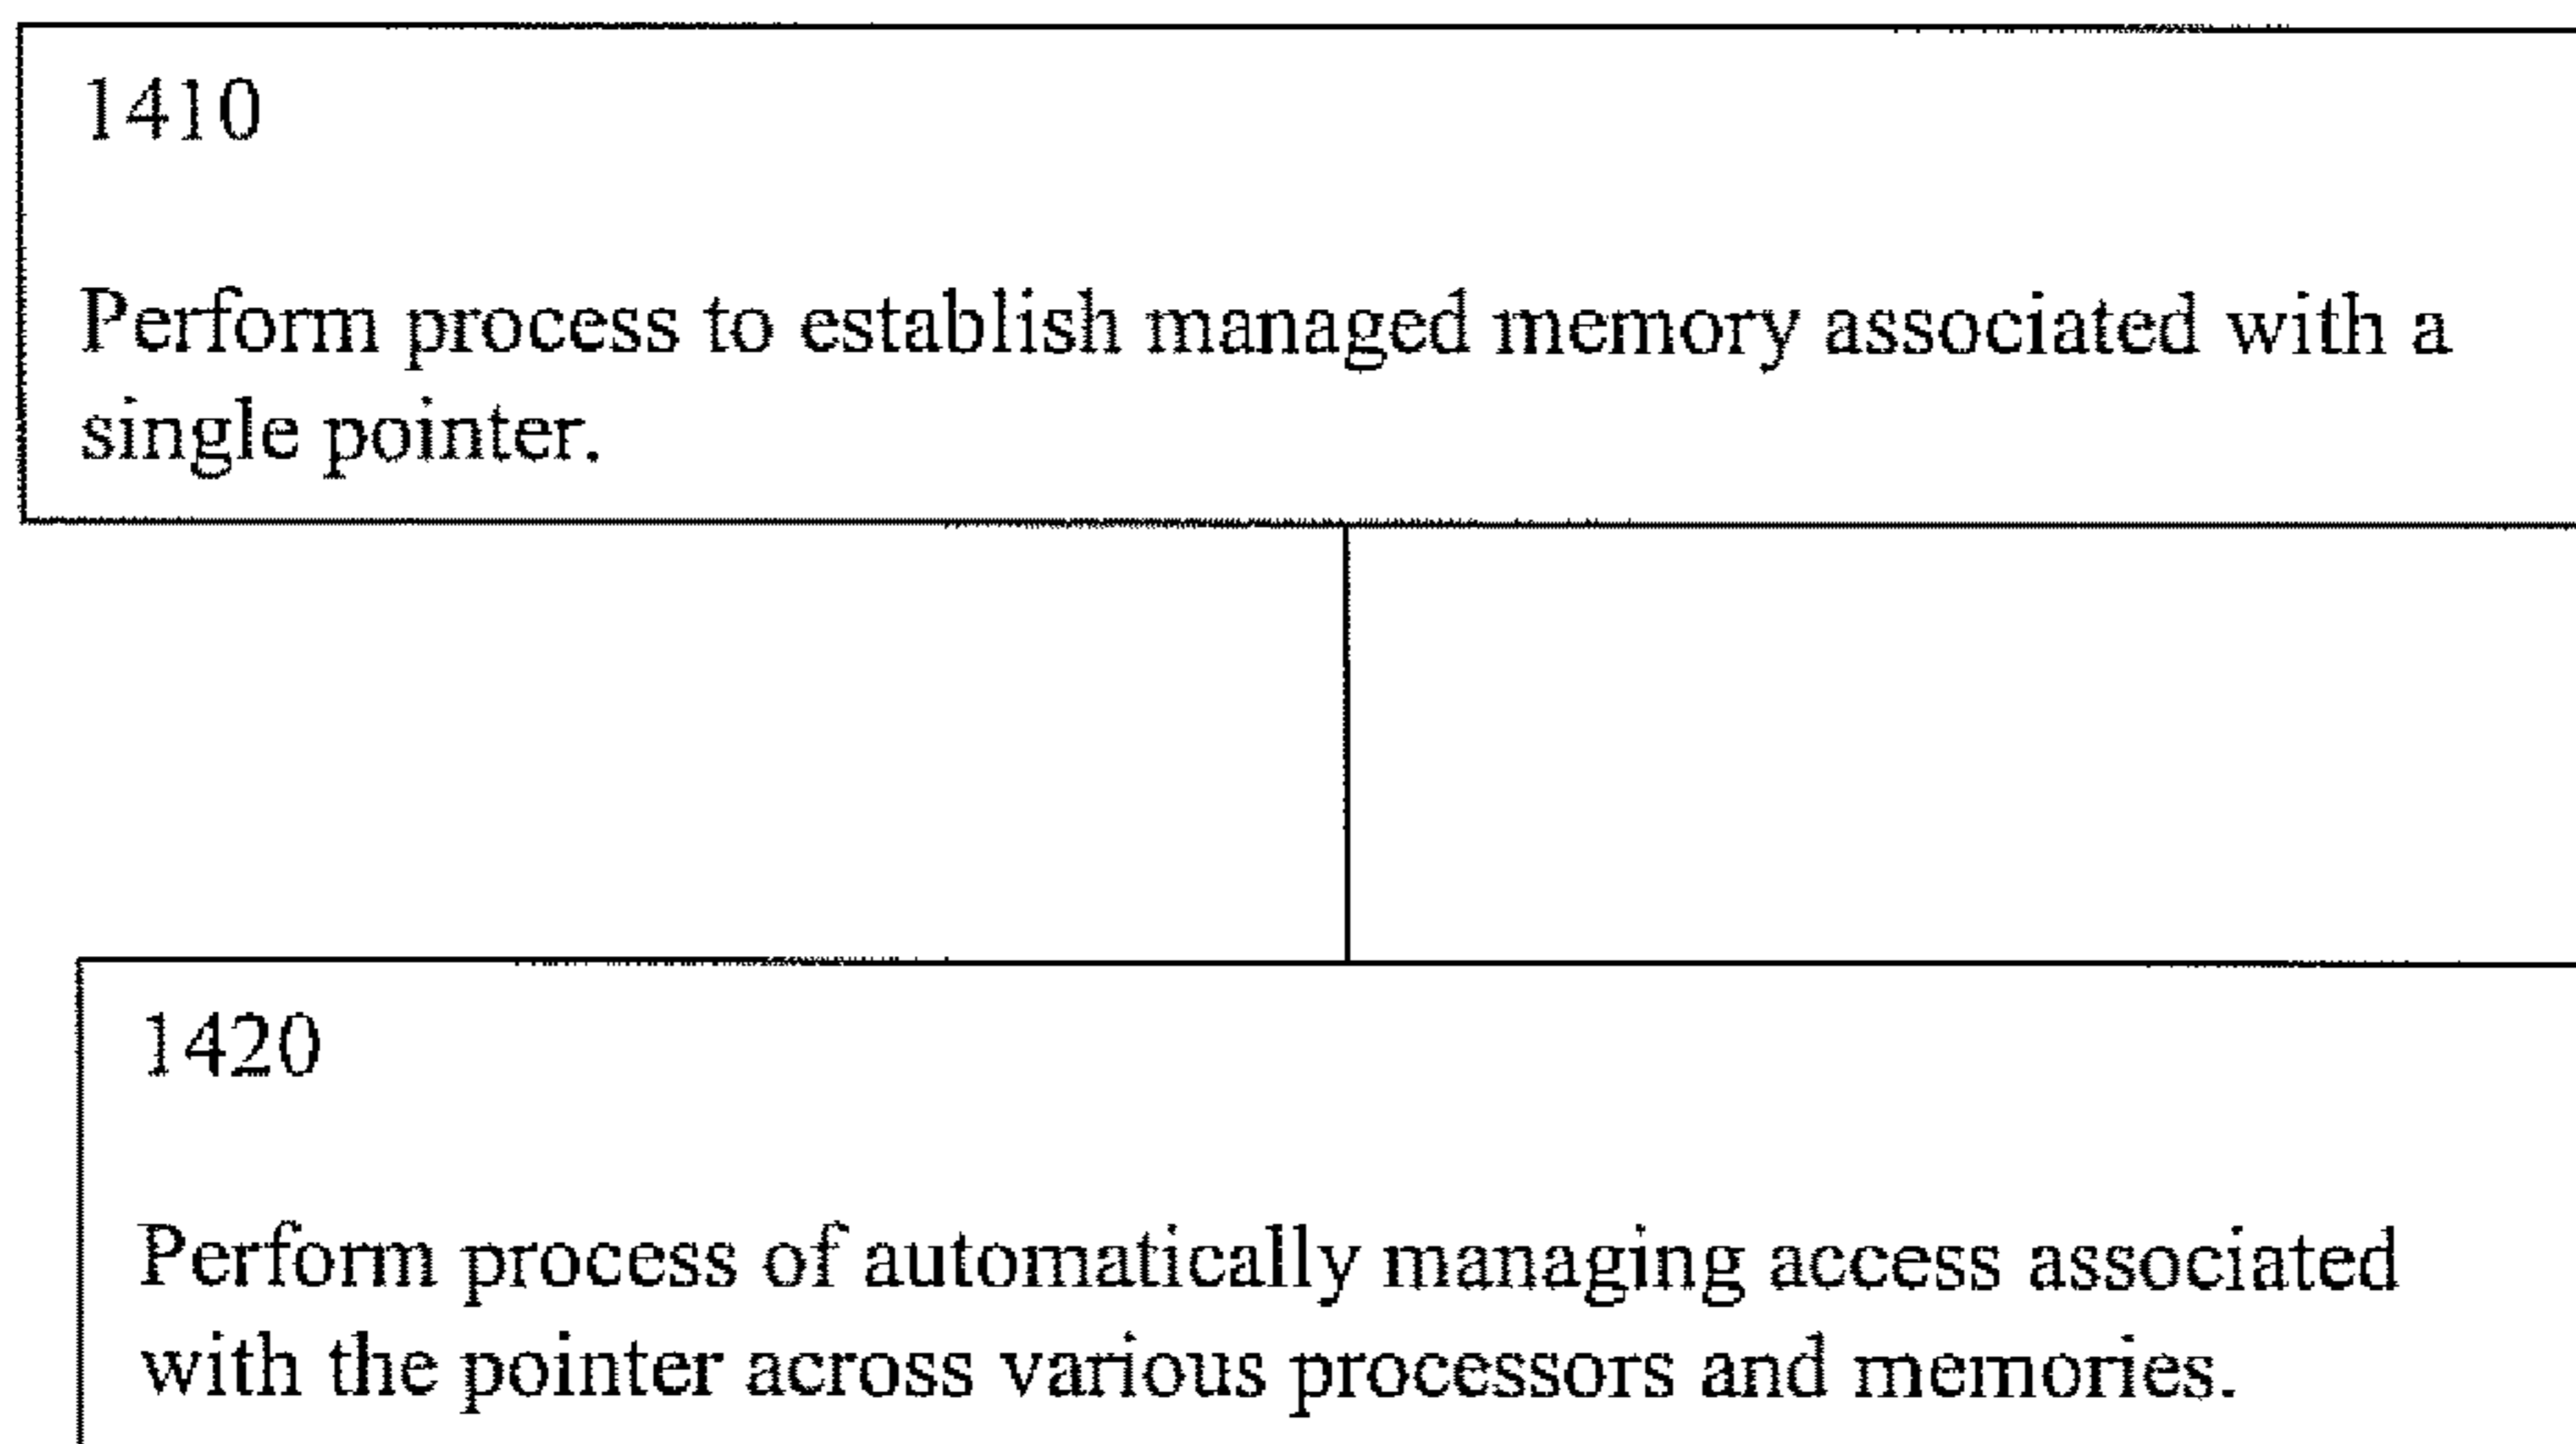 1410
Perform process to establish managed memory associated with a
single pointer.
1420
Perform process of automatically managing access associated
with the pointer across various processors and memories.